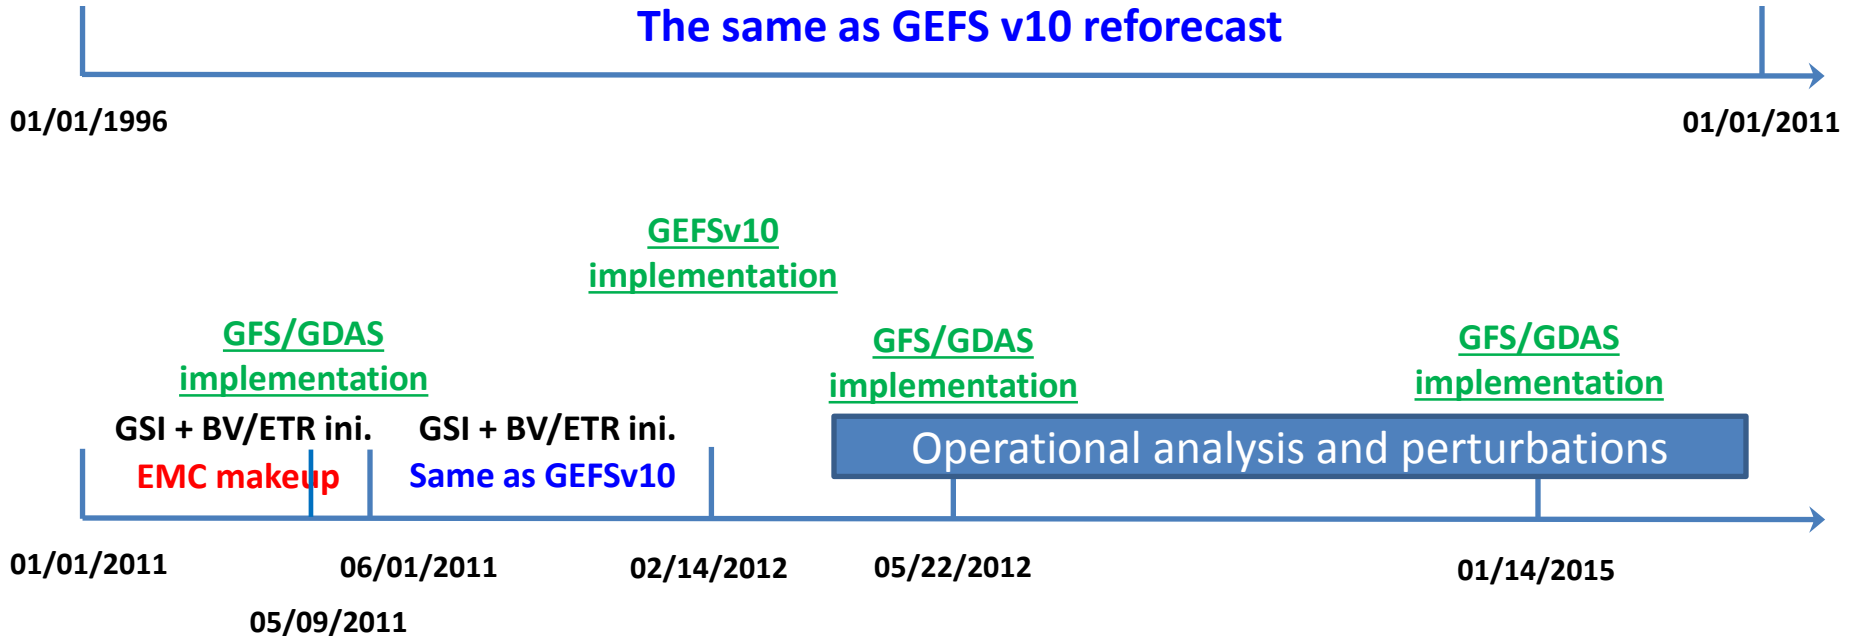 The same as GEFS v10 reforecast
01/01/1996
01/01/2011
GEFSv10
implementation
GFS/GDAS
implementation
GFS/GDAS
implementation
GFS/GDAS
implementation
GSI + BV/ETR ini.
EMC makeup
GSI + BV/ETR ini.
Same as GEFSv10
Operational analysis and perturbations
01/01/2011
06/01/2011
02/14/2012
05/22/2012
01/14/2015
05/09/2011